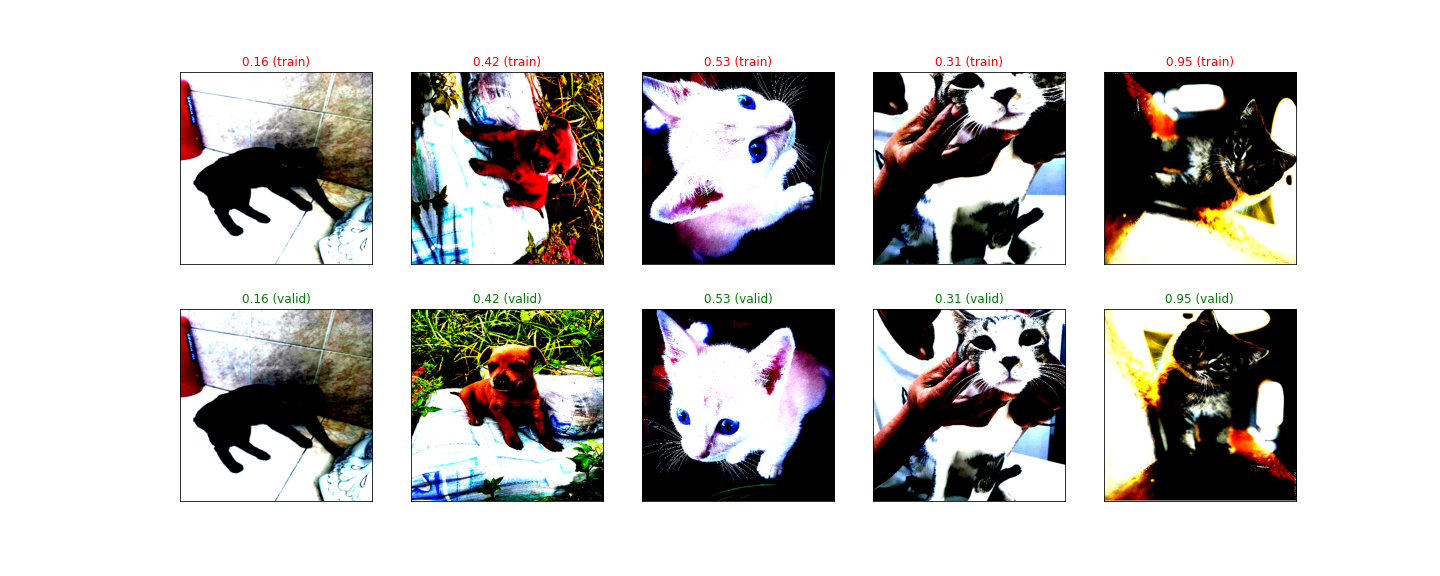 0.16 (train)
0.42 (train)
0.53 (train)
0.31 (train)
0.95 (train)
0.16 (valid)
0.42 (valid)
0.53 (valid)
0.31 (valid)
0.95 (valid)